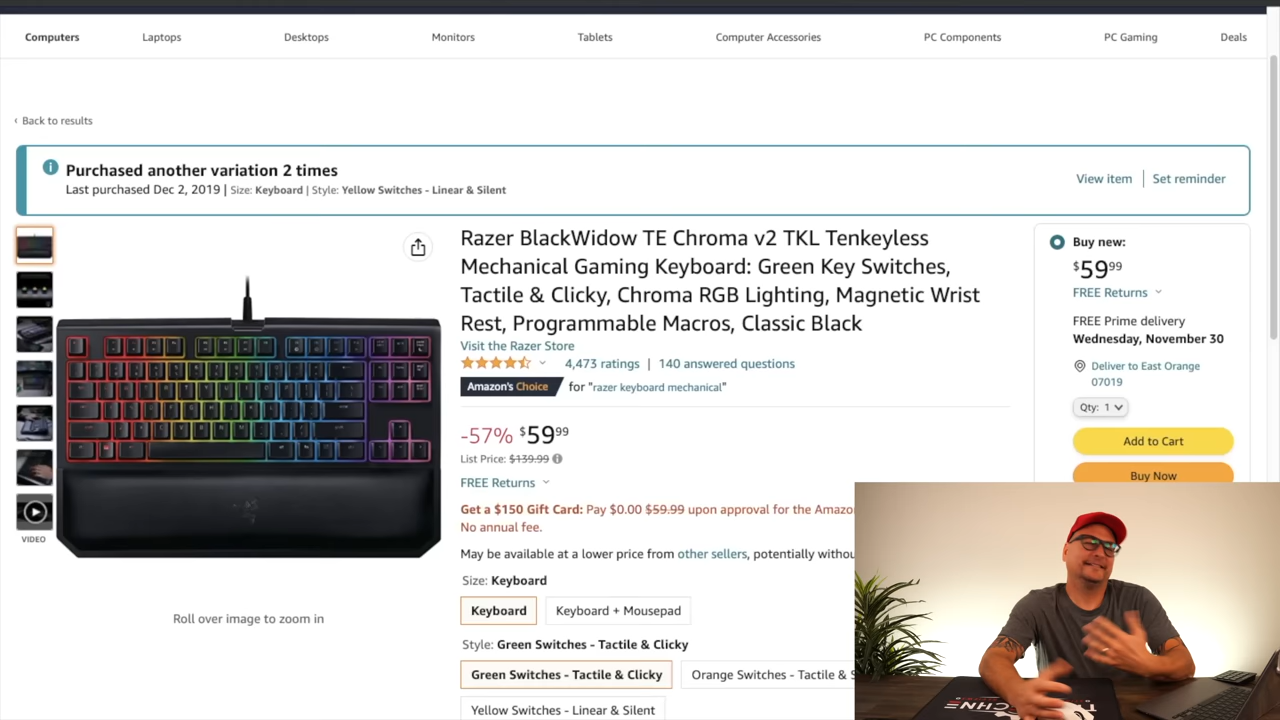 Computers
Laptops
Desktops
Monitors
Tablets
Computer Accessories
PC Components
PC Gaming
Deals
‹ Back to results
Purchased another variation 2 times
Last purchased Dec 2, 2019 | Size: Keyboard | Style: Yellow Switches - Linear & Silent
View item
Set reminder
Razer BlackWidow TE Chroma v2 TKL Tenkeyless
Mechanical Gaming Keyboard: Green Key Switches,
Tactile & Clicky, Chroma RGB Lighting, Magnetic Wrist
Rest, Programmable Macros, Classic Black
Visit the Razer Store
4,473 ratings | 140 answered questions
Amazon's Choice for "razer keyboard mechanical"
-57% $59 99
List Price: $139.99
FREE Returns
Get a $150 Gift Card: Pay $0.00 $59.99 upon approval for the Amazo
No annual fee.
May be available at a lower price from other sellers, potentially withou
Size: Keyboard
Keyboard
Keyboard + Mousepad
Style: Green Switches - Tactile & Clicky
Green Switches - Tactile & Clicky
Orange Switches - Tactile & S
Yellow Switches - Linear & Silent
VIDEO
Roll over image to zoom in
Buy new:
$59 99
FREE Returns
FREE Prime delivery
Wednesday, November 30
Deliver to East Orange
07019
Qty: 1
Add to Cart
Buy Now